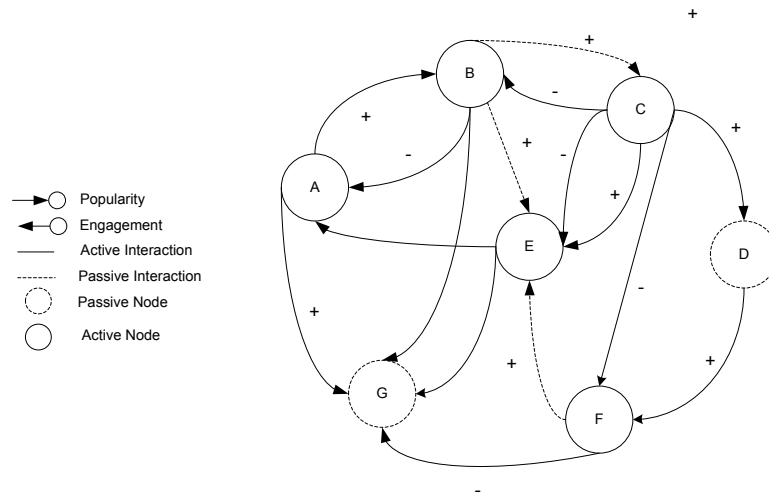 +
+
B
-
C
+
+
+
-
-
A
+
Popularity
Engagement
E
Active Interaction
D
Passive Interaction
-
Passive Node
+
Active Node
+
+
G
F
-